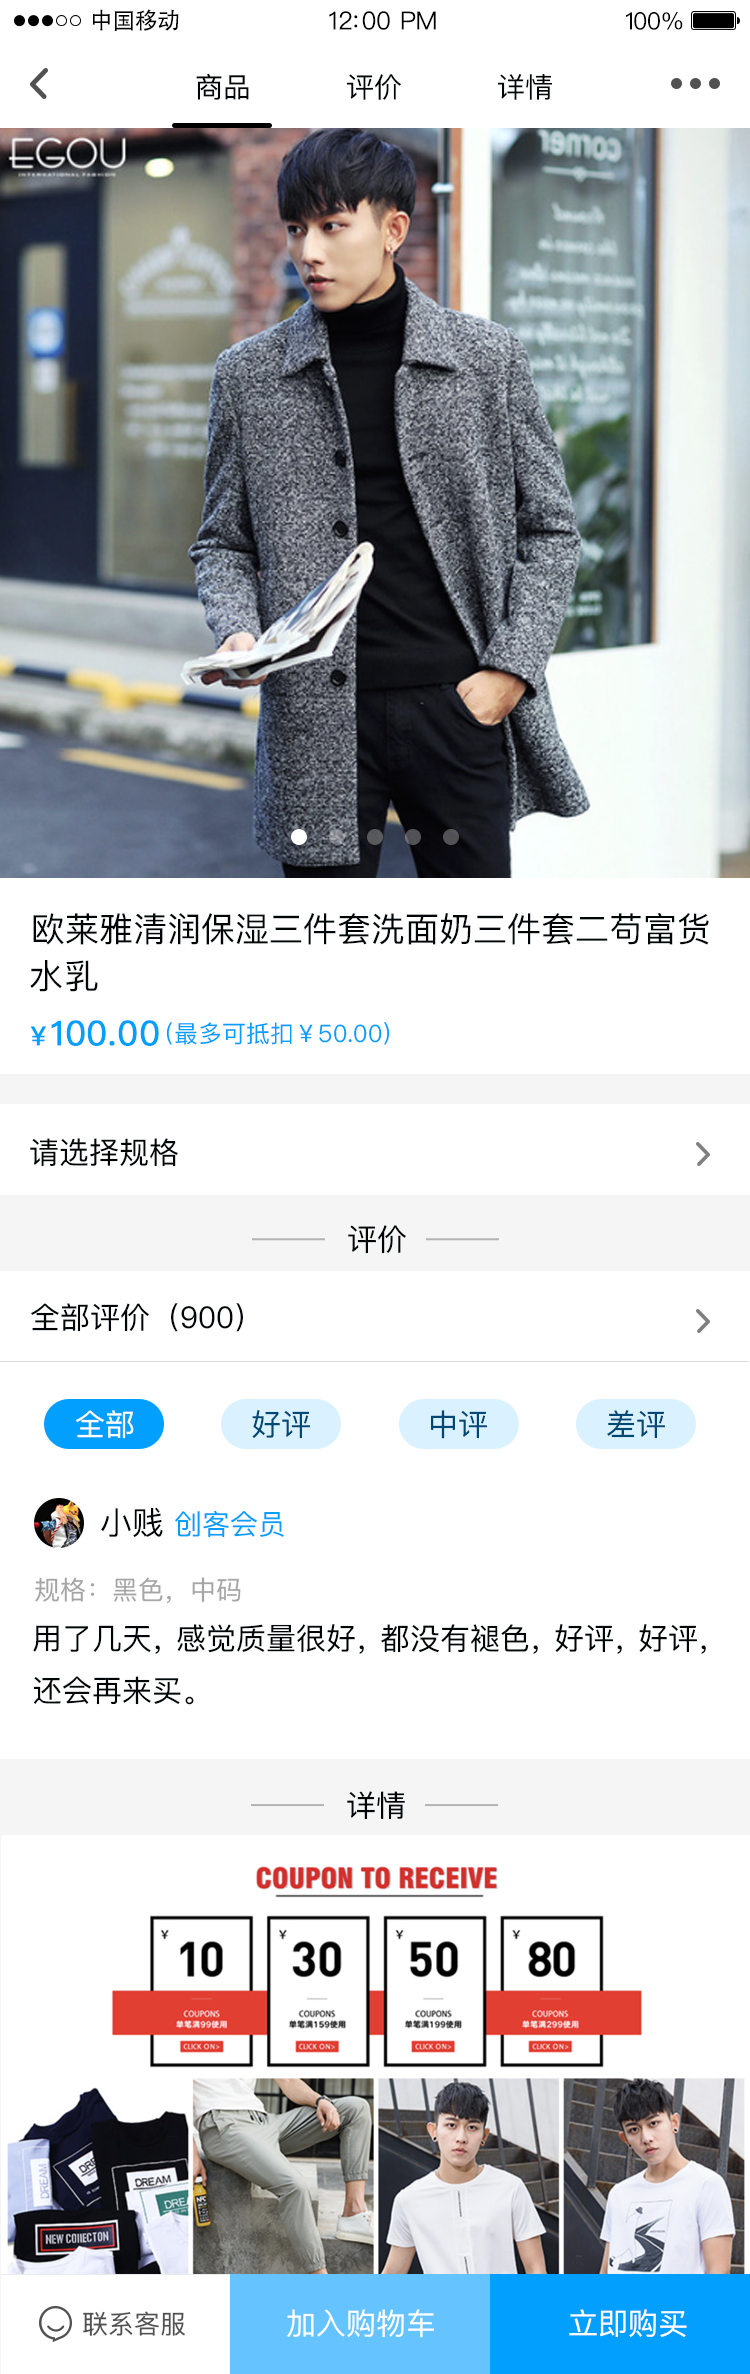 中国移动
12:00 PM
100%
商品
评价
详情
EGOU
INTERNATIONAL FASHION
corner
欧莱雅清润保湿三件套洗面奶三件套二苟富货
水乳
¥100.00(最多可抵扣￥50.00)
请选择规格
评价
全部评价（900）
全部
好评
中评
差评
小贱 创客会员
规格：黑色，中码
用了几天，感觉质量很好，都没有褪色，好评，好评，
还会再来买。
详情
COUPON TO RECEIVE
¥ 10
¥ 30
¥ 50
¥ 80
COUPONS
COUPONS
COUPONS
COUPONS
单笔满99使用
单笔满159使用
单笔满199使用
单笔满299使用
CLICK ON>
CLICK ON>
CLICK ON>
CLICK ON>
DREAM
DREAM
NEW COllECTON
联系客服
加入购物车
立即购买